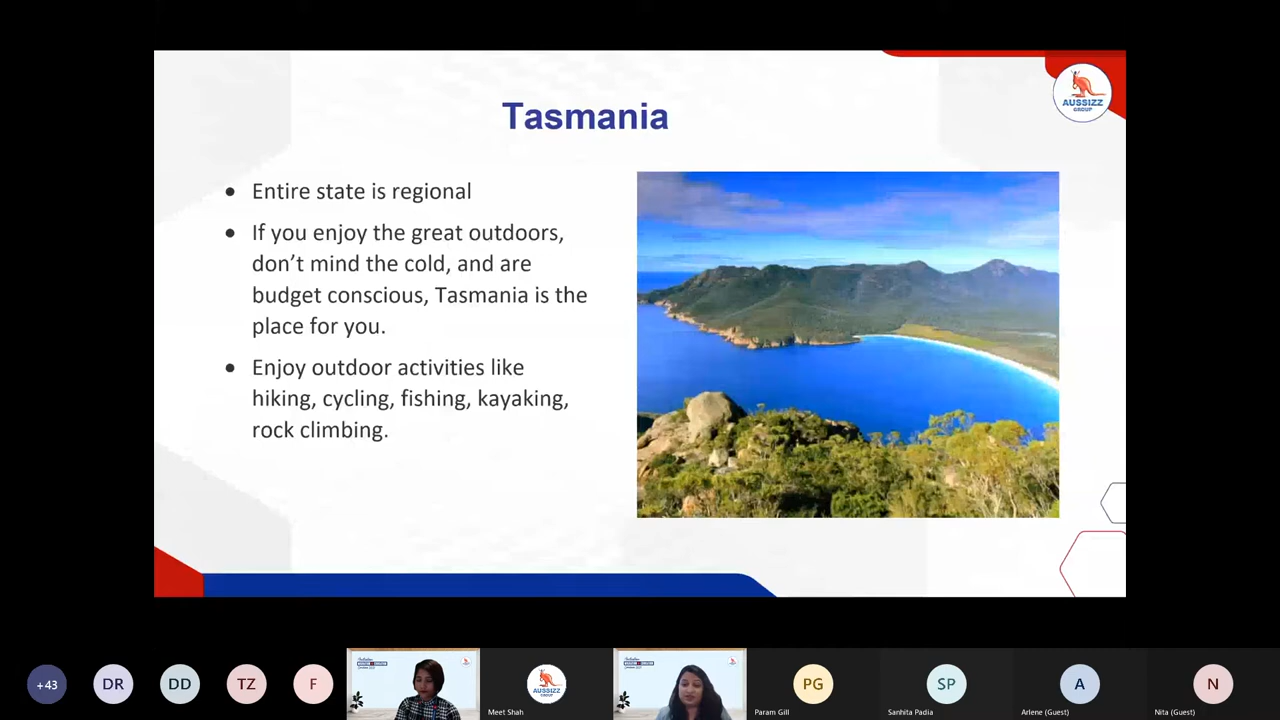 Tasmania
AUSSIZZ
GROUP
• Entire state is regional
• If you enjoy the great outdoors,
don’t mind the cold, and are
budget conscious, Tasmania is the
place for you.
• Enjoy outdoor activities like
hiking, cycling, fishing, kayaking,
rock climbing.
+43
DR
DD
TZ
F
AUSSIZZ
GROUP
Meet Shah
PG
Param Gill
SP
Sanhita Padia
A
Arlene (Guest)
N
Nita (Guest)